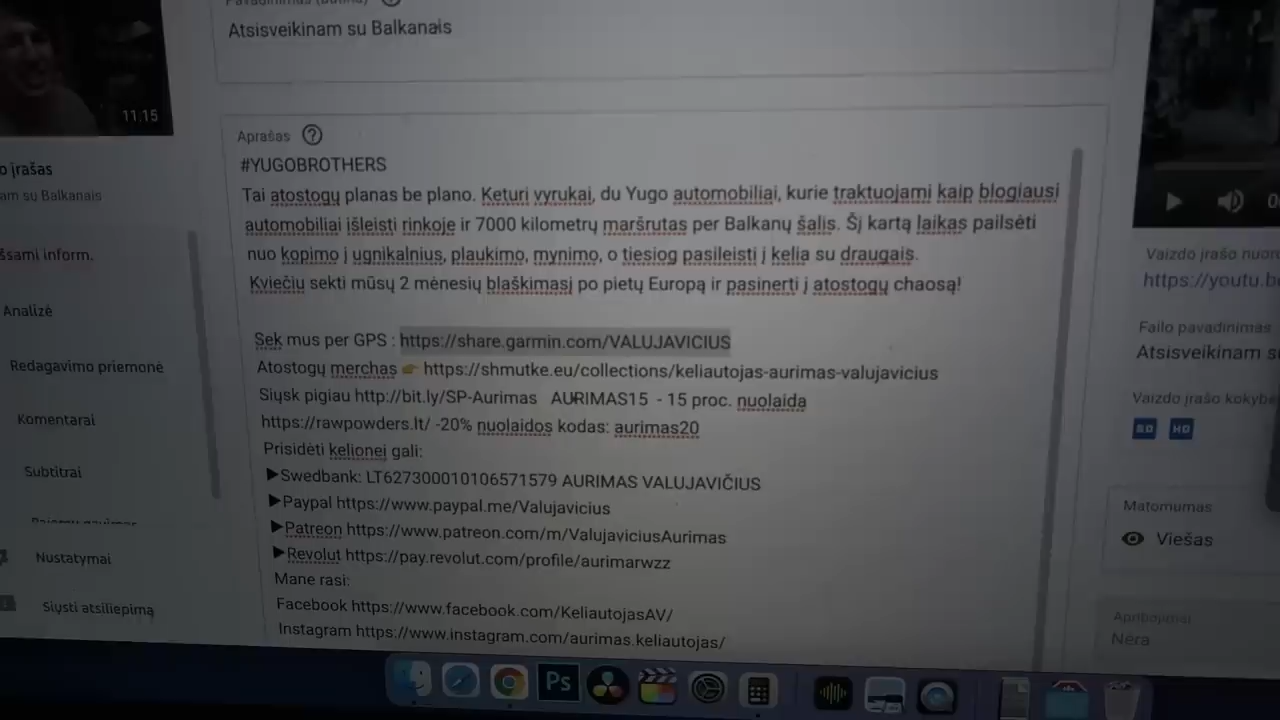 Pavadinimas (būtina)
Atsisveikinam su Balkanais
11:15
Aprašas
#YUGOBROTHERS
Tai atostogų planas be plano. Keturi vyrukai, du Yugo automobiliai, kurie traktuojami kaip blogiausi
automobiliai išleisti rinkoje ir 7000 kilometrų maršrutas per Balkanų šalis. Šį kartą laikas pailsėti
nuo kopimo į ugnikalnius, plaukimo, mynimo, o tiesiog pasileisti į kelia su draugais.
Kviečiu sekti mūsų 2 mėnesių blaškimasį po pietų Europą ir pasinerti į atostogų chaosą!
Sek mus per GPS : https://share.garmin.com/VALUJAVICIUS
Atostogų merchas 👉 https://shmutke.eu/collections/keliautojas-aurimas-valujavicius
Siųsk pigiau http://bit.ly/SP-Aurimas AURIMAS15 - 15 proc. nuolaida
https://rawpowders.lt/ -20% nuolaidos kodas: aurimas20
Prisidėti kelionei gali:
▶Swedbank: LT627300010106571579 AURIMAS VALUJAVIČIUS
▶Paypal https://www.paypal.me/Valujavicius
▶Patreon https://www.patreon.com/m/ValujaviciusAurimas
▶Revolut https://pay.revolut.com/profile/aurimarwzz
Mane rasi:
Facebook https://www.facebook.com/KeliautojasAV/
Instagram https://www.instagram.com/aurimas.keliautojas/
o įrašas
am su Balkanais
šsami inform.
Analizė
Redagavimo priemonė
Komentarai
Subtitrai
Nustatymai
Siųsti atsiliepimą
Vaizdo įrašo nuoro
https://youtu.b
Failo pavadinimas
Atsisveikinam s
Vaizdo įrašo kokybė
SD HD
Matomumas
Viešas
Apribojimai
Nėra
Ps